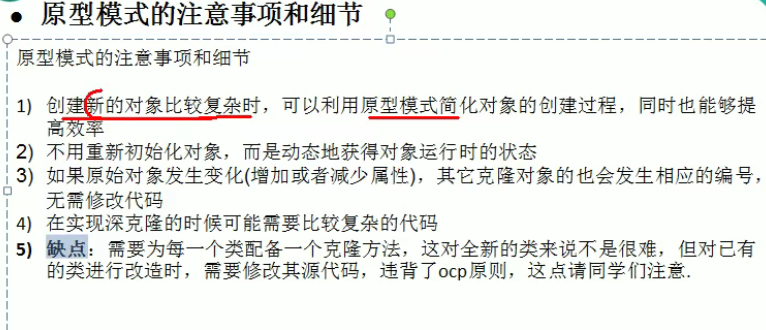 ● 原型模式的注意事项和细节
原型模式的注意事项和细节
1) 创建新的对象比较复杂时，可以利用原型模式简化对象的创建过程，同时也能够提
高效率
2) 不用重新初始化对象，而是动态地获得对象运行时的状态
3) 如果原始对象发生变化(增加或者减少属性)，其它克隆对象的也会发生相应的编号，
无需修改代码
4) 在实现深克隆的时候可能需要比较复杂的代码
5) 缺点：需要为每一个类配备一个克隆方法，这对全新的类来说不是很难，但对已有
的类进行改造时，需要修改其源代码，违背了ocp原则，这点请同学们注意.